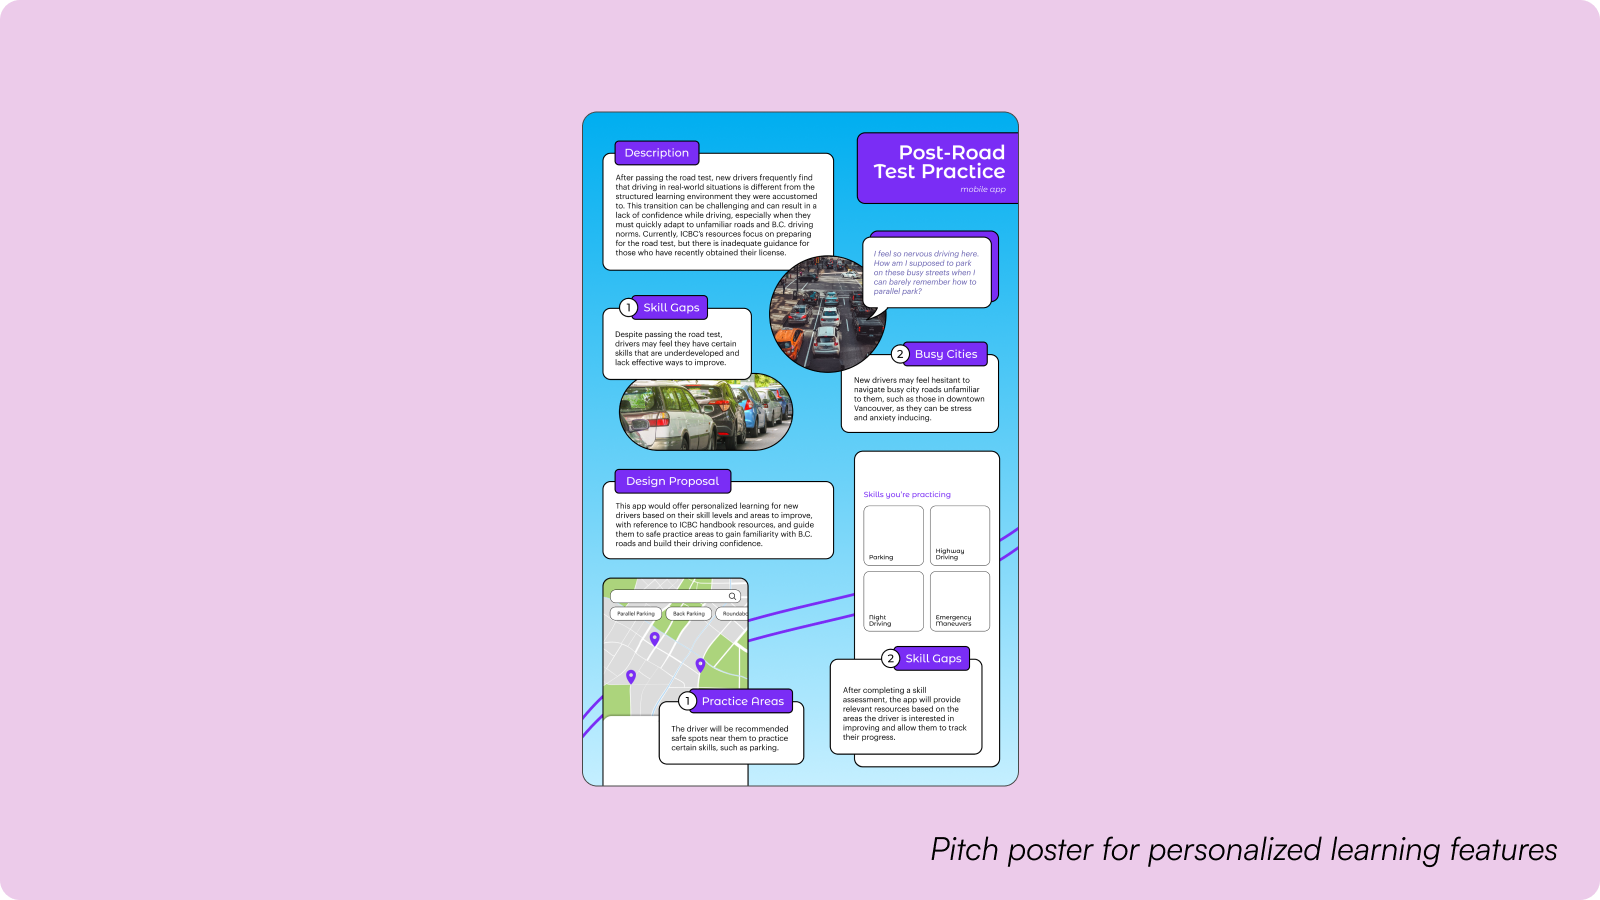 Post-Road
Test Practice
mobile app
Description
After passing the road test, new drivers frequently find
that driving in real-world situations is different from the
structured learning environment they were accustomed
to. This transition can be challenging and can result in a
lack of confidence while driving, especially when they
must quickly adapt to unfamiliar roads and B.C. driving
norms. Currently, ICBC's resources focus on preparing
for the road test, but there is inadequate guidance for
those who have recently obtained their license.
I feel so nervous driving here.
How am I supposed to park
on these busy streets when I
can barely remember how to
parallel park?
1 Skill Gaps
Despite passing the road test,
drivers may feel they have certain
skills that are underdeveloped and
lack effective ways to improve.
2 Busy Cities
New drivers may feel hesitant to
navigate busy city roads unfamiliar
to them, such as those in downtown
Vancouver, as they can be stress
and anxiety inducing.
Design Proposal
This app would offer personalized learning for new
drivers based on their skill levels and areas to improve,
with reference to ICBC handbook resources, and guide
them to safe practice areas to gain familiarity with B.C.
roads and build their driving confidence.
Parallel Parking
Back Parking
Roundabo
1 Practice Areas
The driver will be recommended
safe spots near them to practice
certain skills, such as parking.
Skills you're practicing
Parking
Highway
Driving
Night
Driving
Emergency
Maneuvers
2 Skill Gaps
After completing a skill
assessment, the app will provide
relevant resources based on the
areas the driver is interested in
improving and allow them to track
their progress.
Pitch poster for personalized learning features